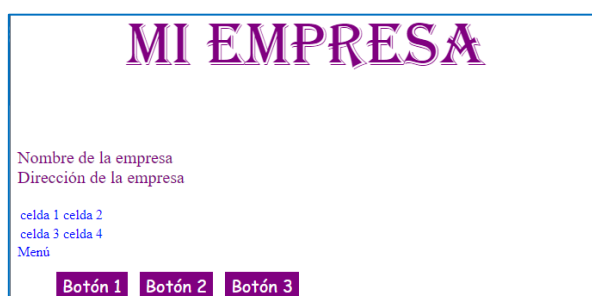 MI EMPRESA
Nombre de la empresa
Dirección de la empresa
celda 1 celda 2
celda 3 celda 4
Menú
Botón 1 Botón 2 Botón 3